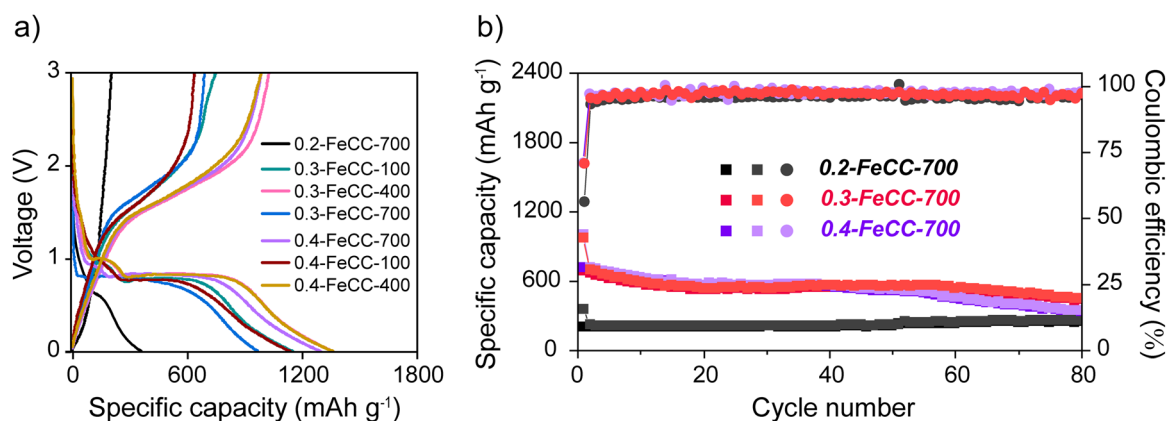 a)
Voltage (V)
3
2
1
0
0
600
1200
1800
Specific capacity (mAh g⁻¹)
0.2-FeCC-700
0.3-FeCC-100
0.3-FeCC-400
0.3-FeCC-700
0.4-FeCC-700
0.4-FeCC-100
0.4-FeCC-400
b)
Specific capacity (mAh g⁻¹)
2400
1800
1200
600
0
0
20
40
60
80
Cycle number
0.2-FeCC-700
0.3-FeCC-700
0.4-FeCC-700
100
75
50
25
0
Coulombic efficiency (%)